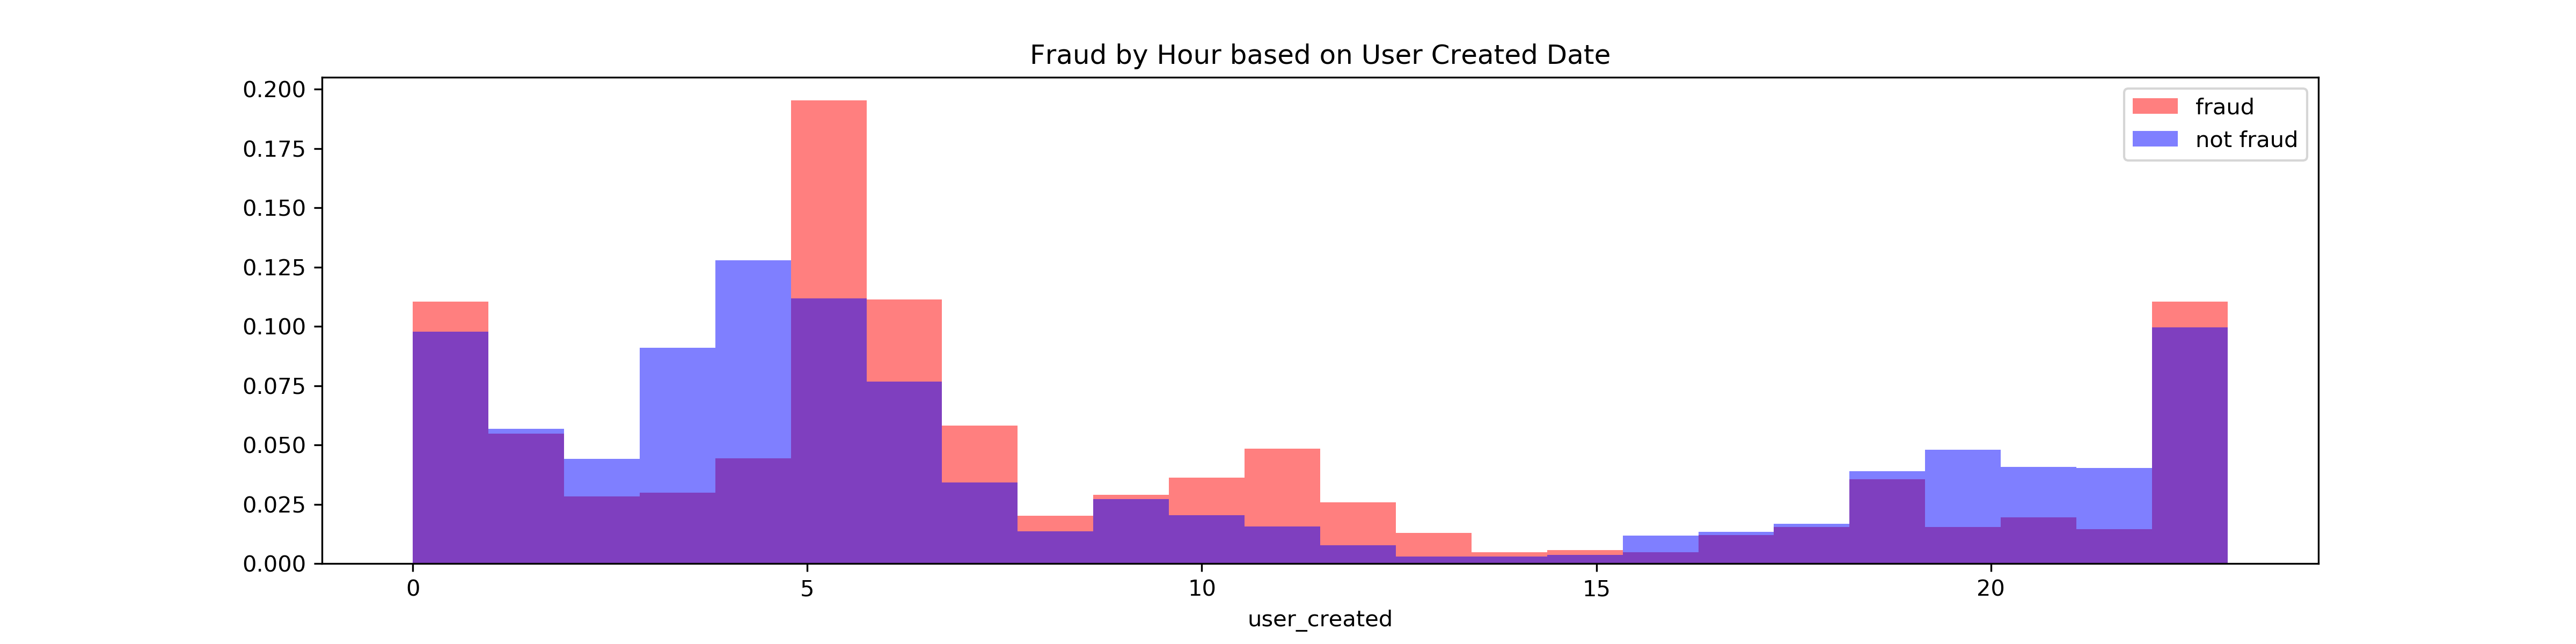 Fraud by Hour based on User Created Date
fraud
not fraud
0.200
0.175
0.150
0.125
0.100
0.075
0.050
0.025
0.000
0 5 10 15 20
user_created